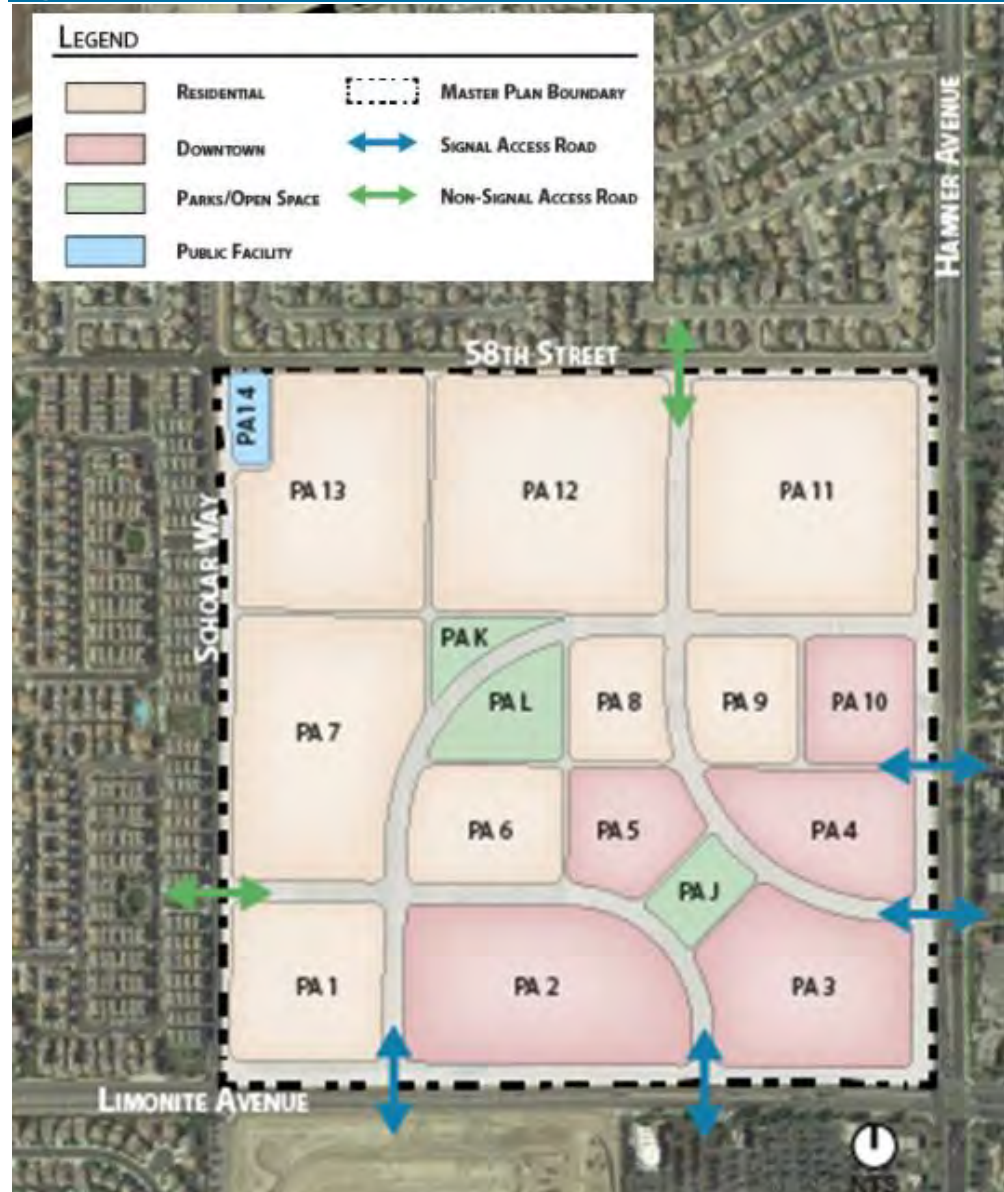 LEGEND
RESIDENTIAL
MASTER PLAN BOUNDARY
DOWNTOWN
SIGNAL ACCESS ROAD
PARKS/OPEN SPACE
NON-SIGNAL ACCESS ROAD
PUBLIC FACILITY
HAMNER AVENUE
58TH STREET
PA14
PA 13
PA 12
PA 11
SCHOLAR WAY
PA K
PA L
PA 8
PA 9
PA 10
PA 7
PA 6
PA 5
PA 4
PA J
PA 1
PA 2
PA 3
LIMONITE AVENUE
NTS